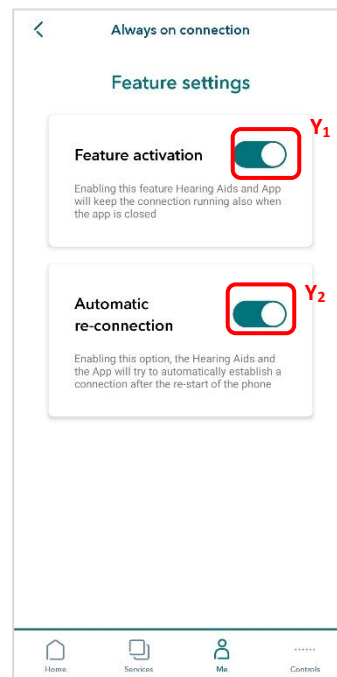 Always on connection
Feature settings
Y1
Feature activation
Enabling this feature Hearing Aids and App
will keep the connection running also when
the app is closed
Y2
Automatic
re-connection
Enabling this option, the Hearing Aids and
the App will try to automatically establish a
connection after the re-start of the phone
Home Services Me Controls